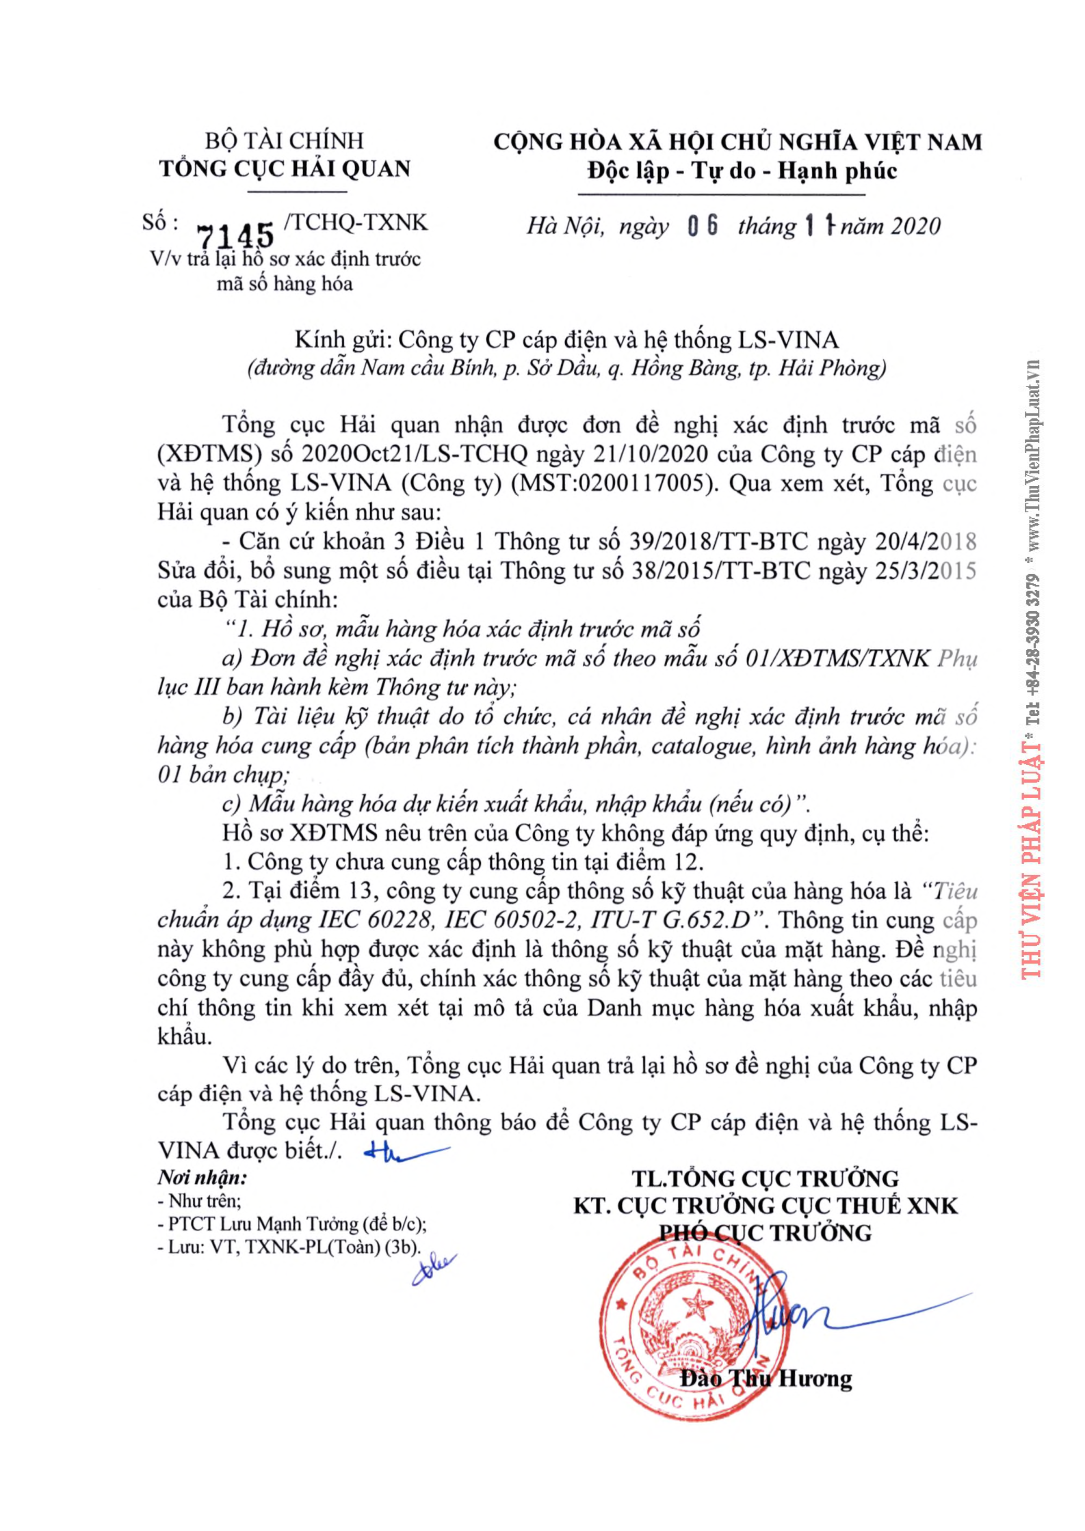 BỘ TÀI CHÍNH
TỔNG CỤC HẢI QUAN
CỘNG HÒA XÃ HỘI CHỦ NGHĨA VIỆT NAM
Độc lập - Tự do - Hạnh phúc
Số : 7145 /TCHQ-TXNK
V/v trả lại hồ sơ xác định trước
mã số hàng hóa
Hà Nội, ngày 06 tháng 11 năm 2020
Kính gửi: Công ty CP cáp điện và hệ thống LS-VINA
(đường dẫn Nam cầu Bính, p. Sở Dầu, q. Hồng Bàng, tp. Hải Phòng)
Tổng cục Hải quan nhận được đơn đề nghị xác định trước mã số
(XĐTMS) số 2020Oct21/LS-TCHQ ngày 21/10/2020 của Công ty CP cáp điện
và hệ thống LS-VINA (Công ty) (MST:0200117005). Qua xem xét, Tổng cục
Hải quan có ý kiến như sau:
- Căn cứ khoản 3 Điều 1 Thông tư số 39/2018/TT-BTC ngày 20/4/2018
Sửa đổi, bổ sung một số điều tại Thông tư số 38/2015/TT-BTC ngày 25/3/2015
của Bộ Tài chính:
“1. Hồ sơ, mẫu hàng hóa xác định trước mã số
a) Đơn đề nghị xác định trước mã số theo mẫu số 01/XĐTMS/TXNK Phụ
lục III ban hành kèm Thông tư này;
b) Tài liệu kỹ thuật do tổ chức, cá nhân đề nghị xác định trước mã số
hàng hóa cung cấp (bản phân tích thành phần, catalogue, hình ảnh hàng hóa):
01 bản chụp;
c) Mẫu hàng hóa dự kiến xuất khẩu, nhập khẩu (nếu có)”.
Hồ sơ XĐTMS nêu trên của Công ty không đáp ứng quy định, cụ thể:
1. Công ty chưa cung cấp thông tin tại điểm 12.
2. Tại điểm 13, công ty cung cấp thông số kỹ thuật của hàng hóa là “Tiêu
chuẩn áp dụng IEC 60228, IEC 60502-2, ITU-T G.652.D”. Thông tin cung cấp
này không phù hợp được xác định là thông số kỹ thuật của mặt hàng. Đề nghị
công ty cung cấp đầy đủ, chính xác thông số kỹ thuật của mặt hàng theo các tiêu
chí thông tin khi xem xét tại mô tả của Danh mục hàng hóa xuất khẩu, nhập
khẩu.
Vì các lý do trên, Tổng cục Hải quan trả lại hồ sơ đề nghị của Công ty CP
cáp điện và hệ thống LS-VINA.
Tổng cục Hải quan thông báo để Công ty CP cáp điện và hệ thống LS-
VINA được biết./.
Nơi nhận:
- Như trên;
- PTCT Lưu Mạnh Tưởng (để b/c);
- Lưu: VT, TXNK-PL(Toàn) (3b).
TL.TỔNG CỤC TRƯỞNG
KT. CỤC TRƯỞNG CỤC THUẾ XNK
PHÓ CỤC TRƯỞNG
BỘ TÀI CHÍNH
TỔNG CỤC HẢI QUAN
Đào Thu Hương
THƯ VIỆN PHÁP LUẬT * Tel: +84-28-3930 3279 * www.ThuVienPhapLuat.vn